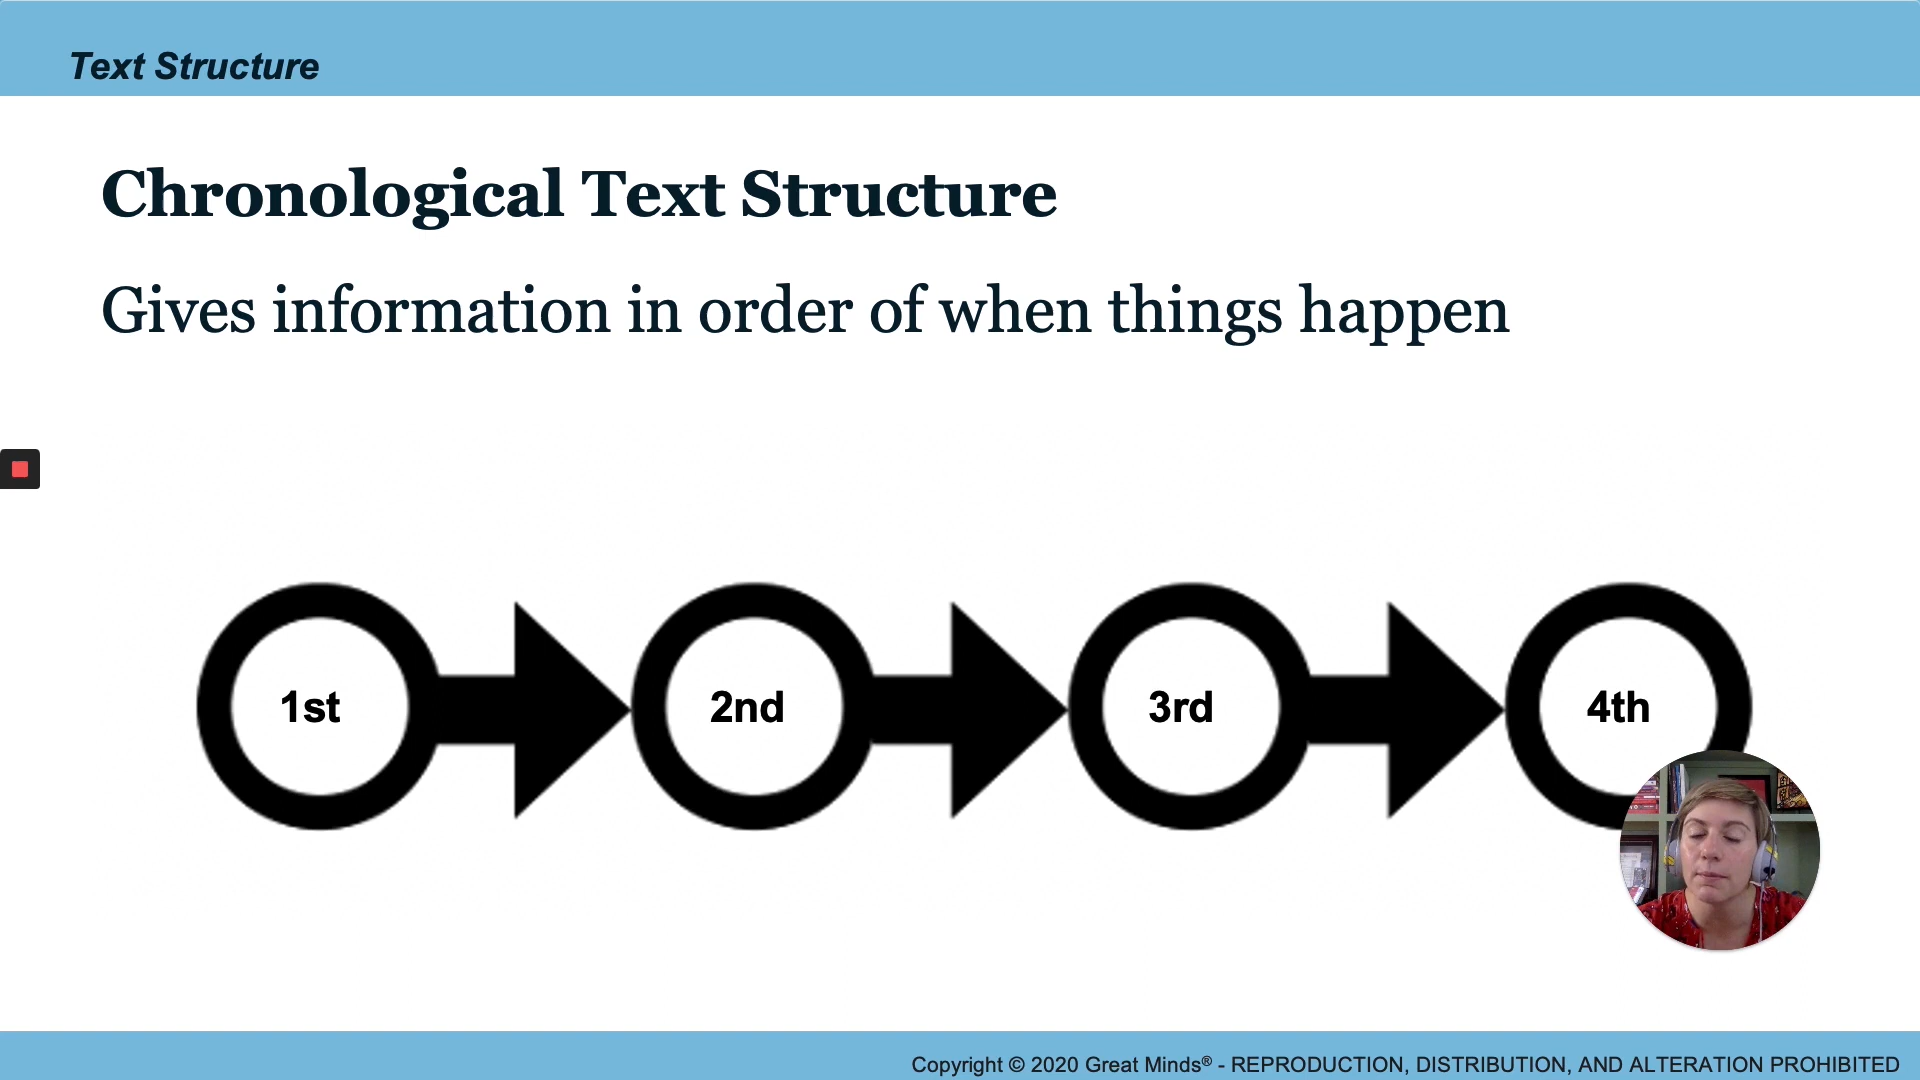 Text Structure
Chronological Text Structure
Gives information in order of when things happen
1st 2nd 3rd 4th
Copyright © 2020 Great Minds® - REPRODUCTION, DISTRIBUTION, AND ALTERATION PROHIBITED